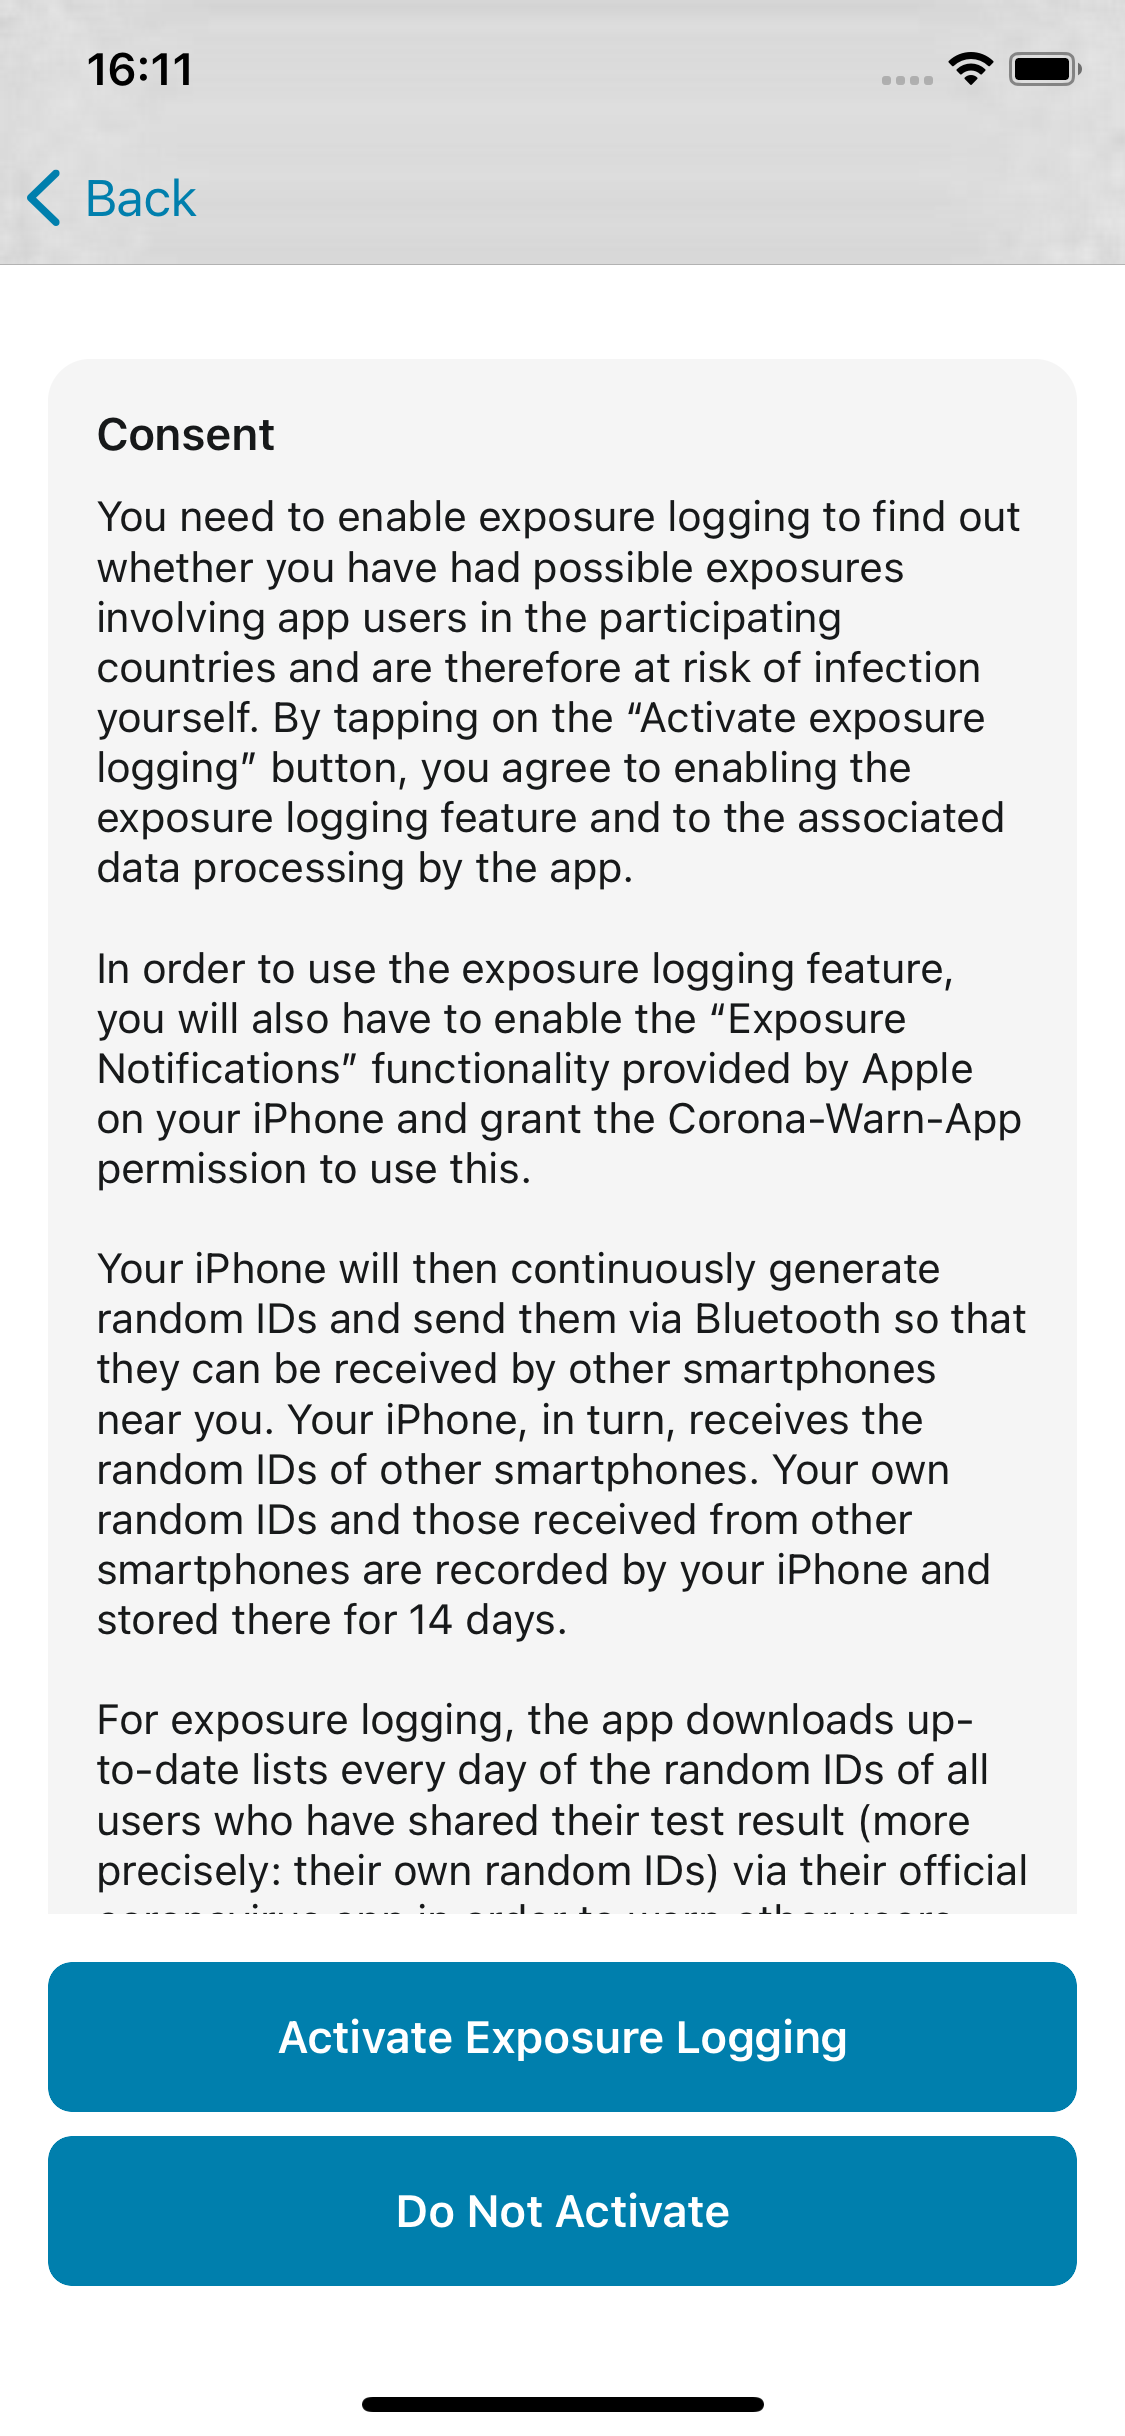 16:11
Back
Consent
You need to enable exposure logging to find out
whether you have had possible exposures
involving app users in the participating
countries and are therefore at risk of infection
yourself. By tapping on the “Activate exposure
logging” button, you agree to enabling the
exposure logging feature and to the associated
data processing by the app.
In order to use the exposure logging feature,
you will also have to enable the “Exposure
Notifications” functionality provided by Apple
on your iPhone and grant the Corona-Warn-App
permission to use this.
Your iPhone will then continuously generate
random IDs and send them via Bluetooth so that
they can be received by other smartphones
near you. Your iPhone, in turn, receives the
random IDs of other smartphones. Your own
random IDs and those received from other
smartphones are recorded by your iPhone and
stored there for 14 days.
For exposure logging, the app downloads up-
to-date lists every day of the random IDs of all
users who have shared their test result (more
precisely: their own random IDs) via their official
coronavirus app in order to warn other users
Activate Exposure Logging
Do Not Activate